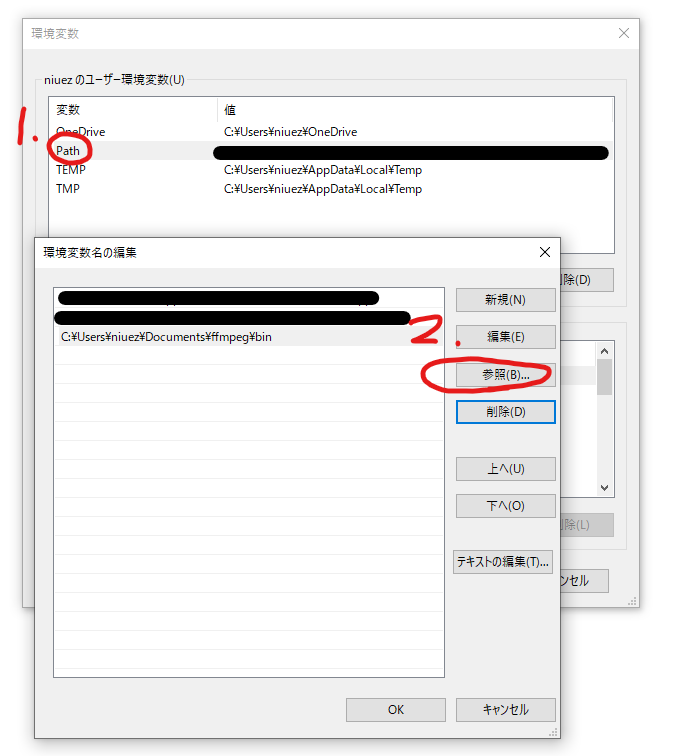 環境変数
niuez のユーザー環境変数(U)
変数 値
1.
OneDrive C:¥Users¥niuez¥OneDrive
Path
TEMP C:¥Users¥niuez¥AppData¥Local¥Temp
TMP C:¥Users¥niuez¥AppData¥Local¥Temp
削除(D)
環境変数名の編集
新規(N)
C:¥Users¥niuez¥Documents¥ffmpeg¥bin
2.
編集(E)
参照(B)...
削除(D)
上へ(U)
下へ(O)
削除(L)
テキストの編集(T)...
ンセル
OK キャンセル